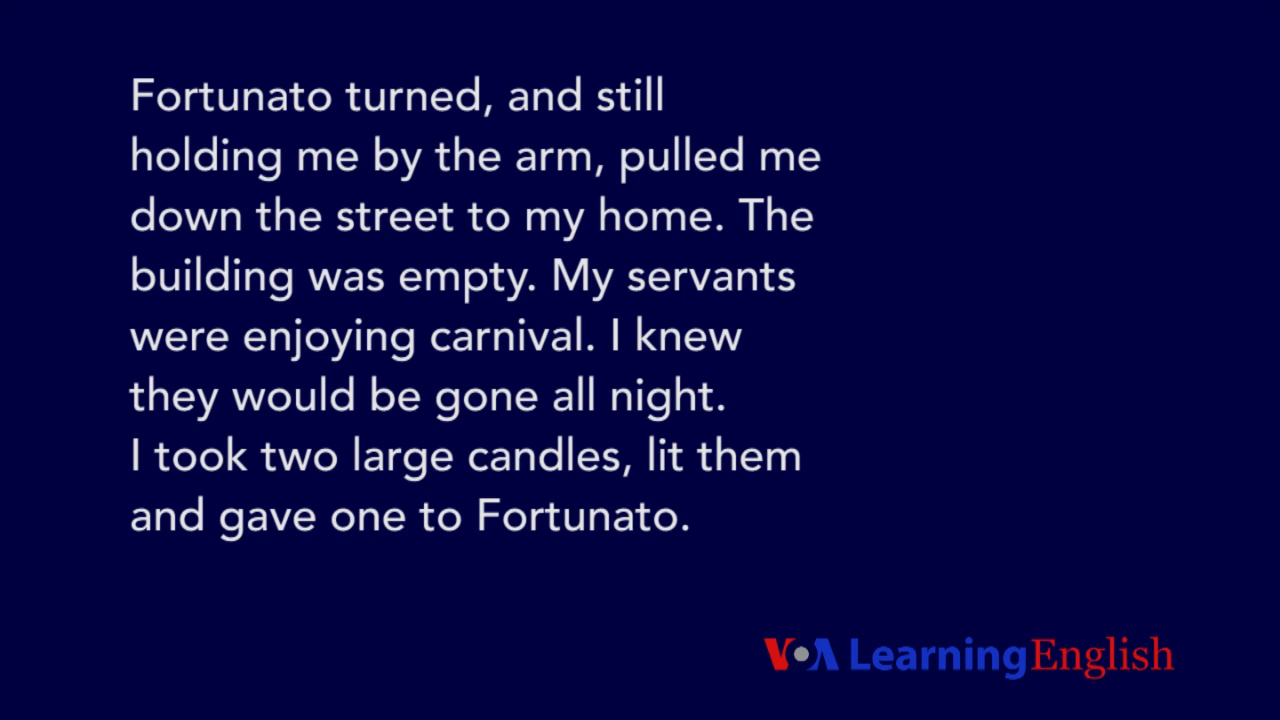 Fortunato turned, and still
holding me by the arm, pulled me
down the street to my home. The
building was empty. My servants
were enjoying carnival. I knew
they would be gone all night.
I took two large candles, lit them
and gave one to Fortunato.
VOA Learning English